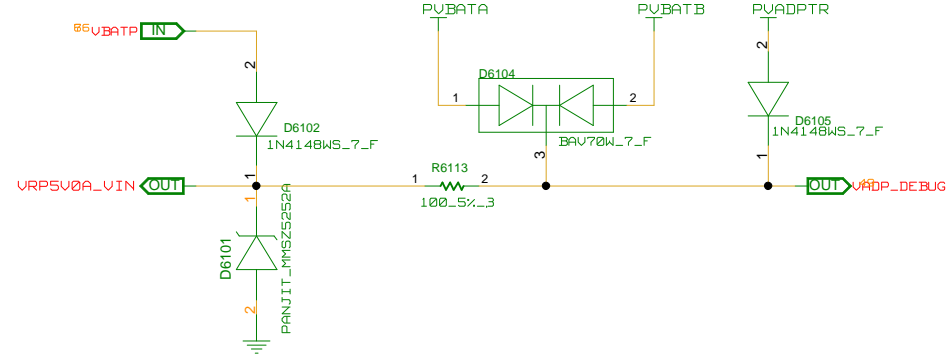 PVBATA
PVBATB
PVADPTR
VBATP
IN
2
2
D6104
1
2
D6102
1N4148WS_7_F
D6105
1N4148WS_7_F
BAV70W_7_F
3
1
1
R6113
VRP5V0A_VIN
OUT
1
2
OUT
VADP_DEBUG
100_5%_3
1
D6101
PANJIT_MMSZ5252A
2